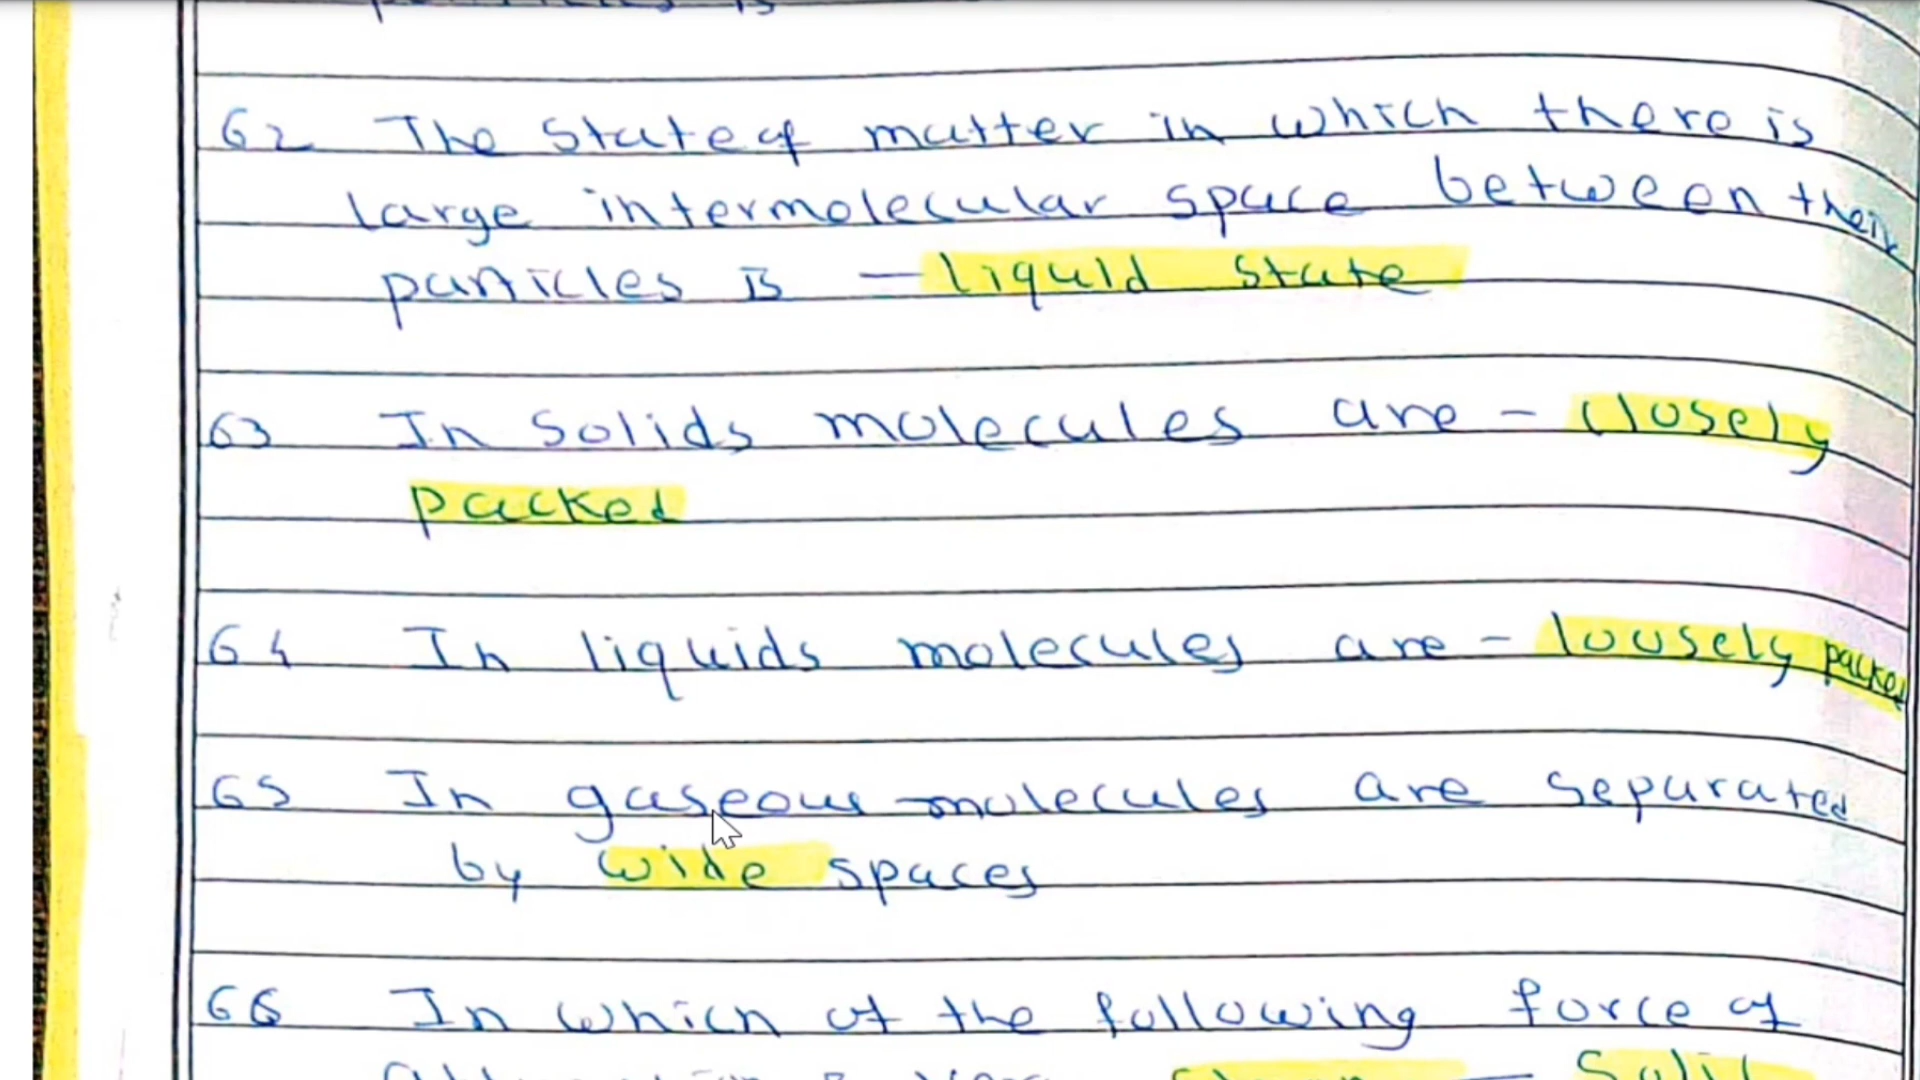 62 The State of matter in which there is
large intermolecular space between their
particles is — liquid state
63 In Solids molecules are - closely
packed
64 In liquids molecules are - loosely packed
65 In gaseous molecules are separated
by wide spaces
66 In which of the following force of